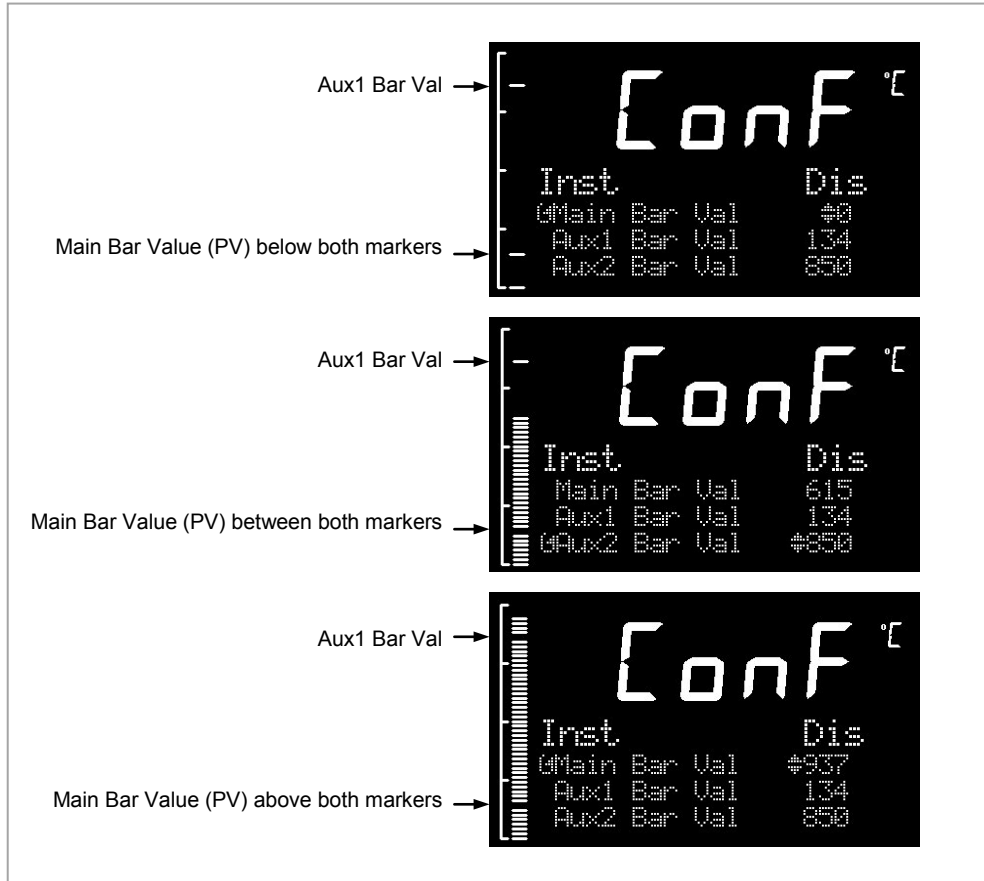 Aux1 Bar Val
ConF °C
Inst Dis
Main Bar Val 0
Main Bar Value (PV) below both markers
Aux1 Bar Val 134
Aux2 Bar Val 850
Aux1 Bar Val
ConF °C
Inst Dis
Main Bar Val 615
Aux1 Bar Val 134
Main Bar Value (PV) between both markers
Aux2 Bar Val 850
Aux1 Bar Val
ConF °C
Inst Dis
Main Bar Val 937
Aux1 Bar Val 134
Main Bar Value (PV) above both markers
Aux2 Bar Val 850